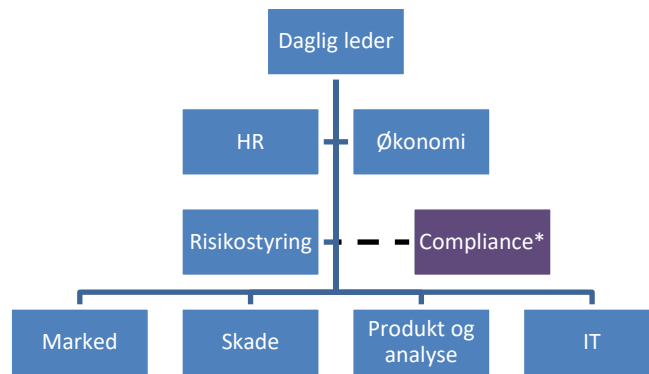 Daglig leder
HR
Økonomi
Risikostyring
Compliance*
Marked
Skade
Produkt og
analyse
IT